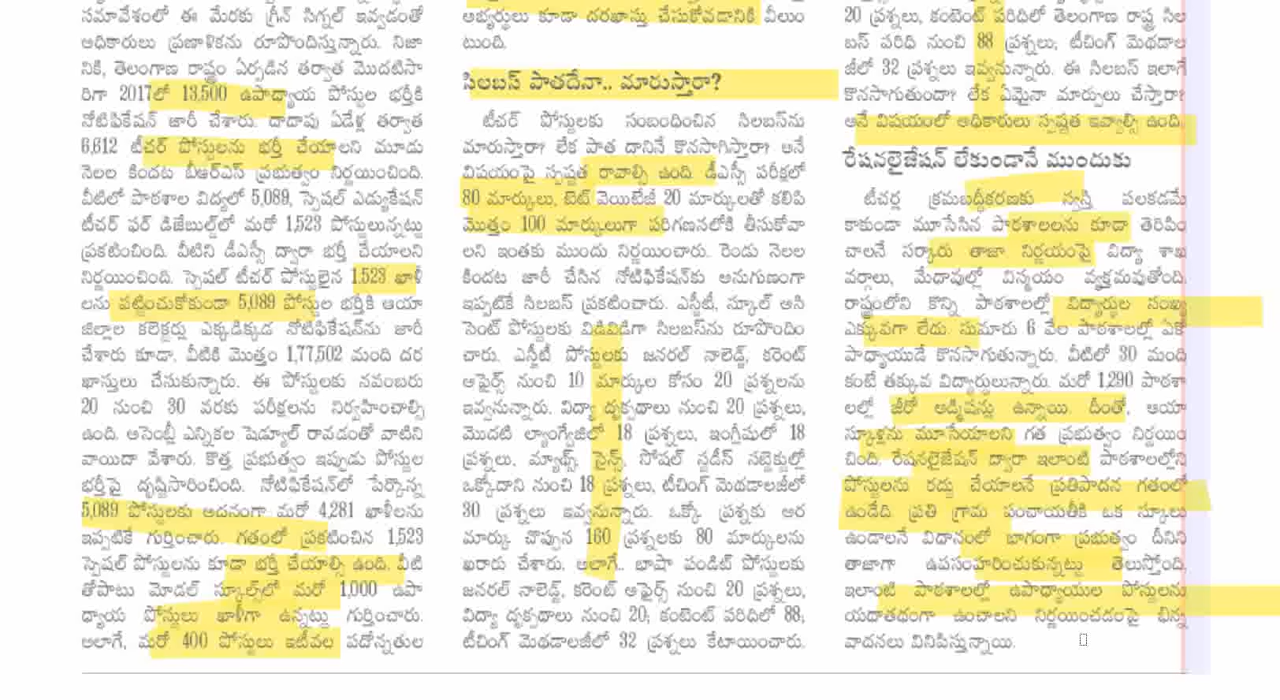 సమావేశంలో ఈ మేరకు గ్రీన్ సిగ్నల్ ఇవ్వడంతో
అధికారులు ప్రణాళికను రూపొందిస్తున్నారు. నిజా
నికి, తెలంగాణ రాష్ట్రం ఏర్పడిన తర్వాత మొదటిసా
రిగా 2017లో 13,500 ఉపాధ్యాయ పోస్టుల భర్తీకి
నోటిఫికేషన్ జారీ చేశారు. దాదాపు ఏడేళ్ల తర్వాత
6,612 టీచర్ పోస్టులను భర్తీ చేయాలని మూడు
నెలల కిందట బీఆర్ఎస్ ప్రభుత్వం నిర్ణయించింది.
వీటిలో పాఠశాల విద్యలో 5,089, స్పెషల్ ఎడ్యుకేషన్
టీచర్ ఫర్ డిజేబుల్డ్‌లో మరో 1,523 పోస్టులున్నట్టు
ప్రకటించింది. వీటిని డీఎస్సీ ద్వారా భర్తీ చేయాలని
నిర్ణయించింది. స్పెషల్ టీచర్ పోస్టులైన 1,523 ఖాళీ
లను పట్టించుకోకుండా 5,089 పోస్టుల భర్తీకి ఆయా
జిల్లాల కలెక్టర్లు ఎక్కడికక్కడ నోటిఫికేషన్‌ను జారీ
చేశారు కూడా. వీటికి మొత్తం 1,77,502 మంది దర
ఖాస్తులు చేసుకున్నారు. ఈ పోస్టులకు నవంబరు
20 నుంచి 30 వరకు పరీక్షలను నిర్వహించాల్సి
ఉంది. అసెంబ్లీ ఎన్నికల షెడ్యూల్ రావడంతో వాటిని
వాయిదా వేశారు. కొత్త ప్రభుత్వం ఇప్పుడు పోస్టుల
భర్తీపై దృష్టిసారించింది. నోటిఫికేషన్‌లో పేర్కొన్న
5,089 పోస్టులకు అదనంగా మరో 4,281 ఖాళీలను
ఇప్పటికే గుర్తించారు. గతంలో ప్రకటించిన 1,523
స్పెషల్ పోస్టులను కూడా భర్తీ చేయాల్సి ఉంది. వీటి
తోపాటు మోడల్ స్కూల్స్‌లో మరో 1,000 ఉపా
ధ్యాయ పోస్టులు ఖాళీగా ఉన్నట్టు గుర్తించారు.
అలాగే, మరో 400 పోస్టులు ఇటీవల పదోన్నతుల
అభ్యర్థులు కూడా దరఖాస్తు చేసుకోవడానికి వీలుం
టుంది.
సిలబస్ పాతదేనా.. మారుస్తారా?
టీచర్ పోస్టులకు సంబంధించిన సిలబస్‌ను
మారుస్తారా? లేక పాత దానినే కొనసాగిస్తారా? అనే
విషయంపై స్పష్టత రావాల్సి ఉంది. డీఎస్సీ పరీక్షలో
80 మార్కులు, టెట్ వెయిటేజీ 20 మార్కులతో కలిపి
మొత్తం 100 మార్కులుగా పరిగణనలోకి తీసుకోవా
లని ఇంతకు ముందు నిర్ణయించారు. రెండు నెలల
కిందట జారీ చేసిన నోటిఫికేషన్‌కు అనుగుణంగా
ఇప్పటికే సిలబస్ ప్రకటించారు. ఎస్జీటీ, స్కూల్ అసి
సెంట్ పోస్టులకు విడివిడిగా సిలబస్‌ను రూపొందిం
చారు. ఎస్జీటీ పోస్టులకు జనరల్ నాలెడ్జ్, కరెంట్
అఫైర్స్ నుంచి 10 మార్కుల కోసం 20 ప్రశ్నలను
ఇవ్వనున్నారు. విద్యా దృక్పథాలు నుంచి 20 ప్రశ్నలు,
మొదటి ల్యాంగ్వేజీలో 18 ప్రశ్నలు, ఇంగ్లీషులో 18
ప్రశ్నలు, మ్యాథ్స్, సైన్స్, సోషల్ స్టడీస్ సబ్జెక్టుల్లో
ఒక్కోదాని నుంచి 18 ప్రశ్నలు, టీచింగ్ మెథడాలజీలో
30 ప్రశ్నలు ఇవ్వనున్నారు. ఒక్కో ప్రశ్నకు అర
మార్కు చొప్పున 160 ప్రశ్నలకు 80 మార్కులను
ఖరారు చేశారు. అలాగే.. భాషా పండిట్ పోస్టులకు
జనరల్ నాలెడ్జ్, కరెంట్ అఫైర్స్ నుంచి 20 ప్రశ్నలు,
విద్యా దృక్పథాలు నుంచి 20; కంటెంట్ పరిదిలో 88;
టీచింగ్ మెథడాలజీలో 32 ప్రశ్నలు కేటాయించారు.
20 ప్రశ్నలు, కంటెంట్ పరిదిలో తెలంగాణ రాష్ట్ర సిల
బస్ పరిధి నుంచి 88 ప్రశ్నలు, టీచింగ్ మెథడాల
జీలో 32 ప్రశ్నలు ఇవ్వనున్నారు. ఈ సిలబస్ ఇలాగే
కొనసాగుతుందా? లేక ఏమైనా మార్పులు చేస్తారా?
అనే విషయంలో అధికారులు స్పష్టత ఇవ్వాల్సి ఉంది.
రేషనలైజేషన్ లేకుండానే ముందుకు
టీచర్ల క్రమబద్ధీకరణకు స్వస్తి పలకడమే
కాకుండా మూసేసిన పాఠశాలలను కూడా తెరిపిం
చాలనే సర్కారు తాజా నిర్ణయంపై విద్యా శాఖ
వర్గాలు, మేధావుల్లో విస్మయం వ్యక్తమవుతోంది.
రాష్ట్రంలోని కొన్ని పాఠశాలల్లో విద్యార్థుల సంఖ్య
ఎక్కువగా లేదు. సుమారు 6 వేల పాఠశాలల్లో ఏకో
పాధ్యాయుడే కొనసాగుతున్నారు. వీటిలో 30 మంది
కంటే తక్కువ విద్యార్థులున్నారు. మరో 1,290 పాఠశా
లల్లో జీరో అడ్మిషన్లు ఉన్నాయి. దీంతో, ఆయా
స్కూళ్లను మూసేయాలని గత ప్రభుత్వం నిర్ణయిం
చింది. రేషనలైజేషన్ ద్వారా ఇలాంటి పాఠశాలల్లోని
పోస్టులను రద్దు చేయాలనే ప్రతిపాదన గతంలో
ఉండేది. ప్రతి గ్రామ పంచాయతీకి ఒక స్కూలు
ఉండాలనే విధానంలో భాగంగా ప్రభుత్వం దీనిని
తాజాగా ఉపసంహరించుకున్నట్టు తెలుస్తోంది.
ఇలాంటి పాఠశాలల్లో ఉపాధ్యాయుల పోస్టులను
యథాతథంగా ఉంచాలని నిర్ణయించడంపై భిన్న
వాదనలు వినిపిస్తున్నాయి.